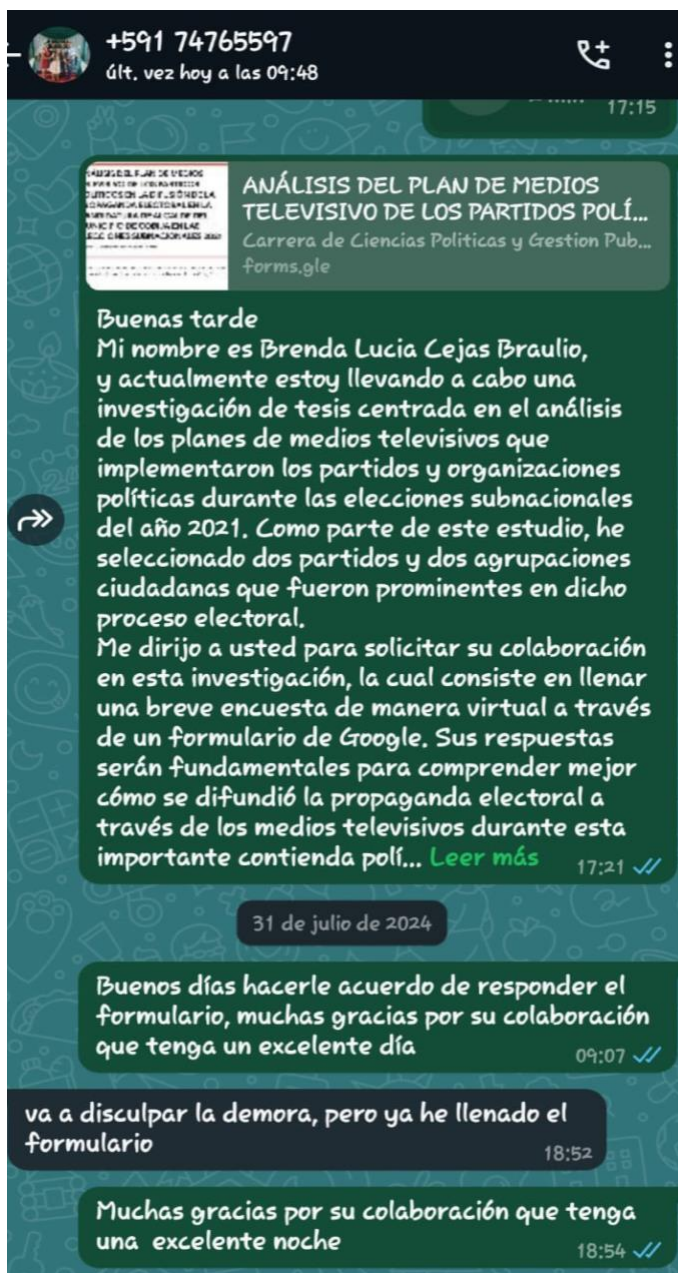 +591 74765597
últ. vez hoy a las 09:48
17:15
ANÁLISIS DEL PLAN DE MEDIOS
TELEVISIVO DE LOS PARTIDOS POLÍ...
Carrera de Ciencias Politicas y Gestion Pub...
forms.gle
Buenas tarde
Mi nombre es Brenda Lucia Cejas Braulio,
y actualmente estoy llevando a cabo una
investigación de tesis centrada en el análisis
de los planes de medios televisivos que
implementaron los partidos y organizaciones
políticas durante las elecciones subnacionales
del año 2021. Como parte de este estudio, he
seleccionado dos partidos y dos agrupaciones
ciudadanas que fueron prominentes en dicho
proceso electoral.
Me dirijo a usted para solicitar su colaboración
en esta investigación, la cual consiste en llenar
una breve encuesta de manera virtual a través
de un formulario de Google. Sus respuestas
serán fundamentales para comprender mejor
cómo se difundió la propaganda electoral a
través de los medios televisivos durante esta
importante contienda polí... Leer más
17:21
31 de julio de 2024
Buenos días hacerle acuerdo de responder el
formulario, muchas gracias por su colaboración
que tenga un excelente día
09:07
va a disculpar la demora, pero ya he llenado el
formulario
18:52
Muchas gracias por su colaboración que tenga
una excelente noche
18:54